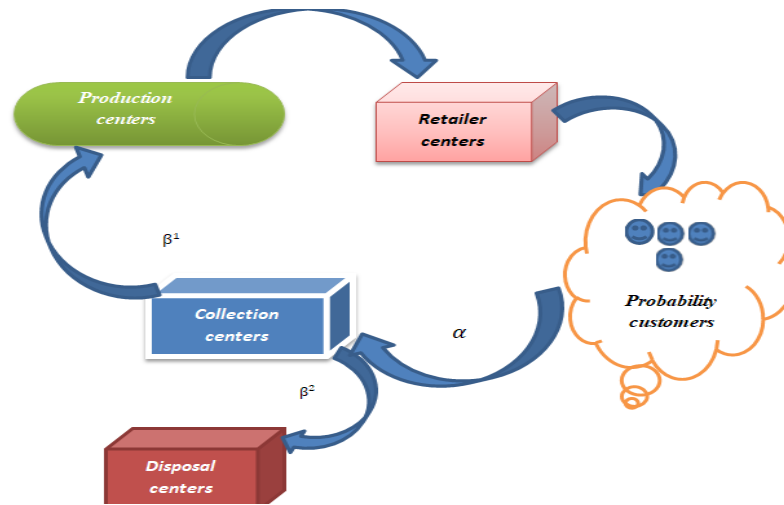 Production
centers
Retailer
centers
β¹
Probability
customers
Collection
centers
α
β²
Disposal
centers